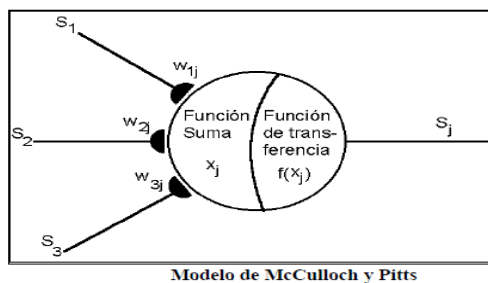 S1
w1j
S2
w2j
Función
Suma
xj
Función
de trans-
ferencia
f(xj)
Sj
w3j
S3
Modelo de McCulloch y Pitts